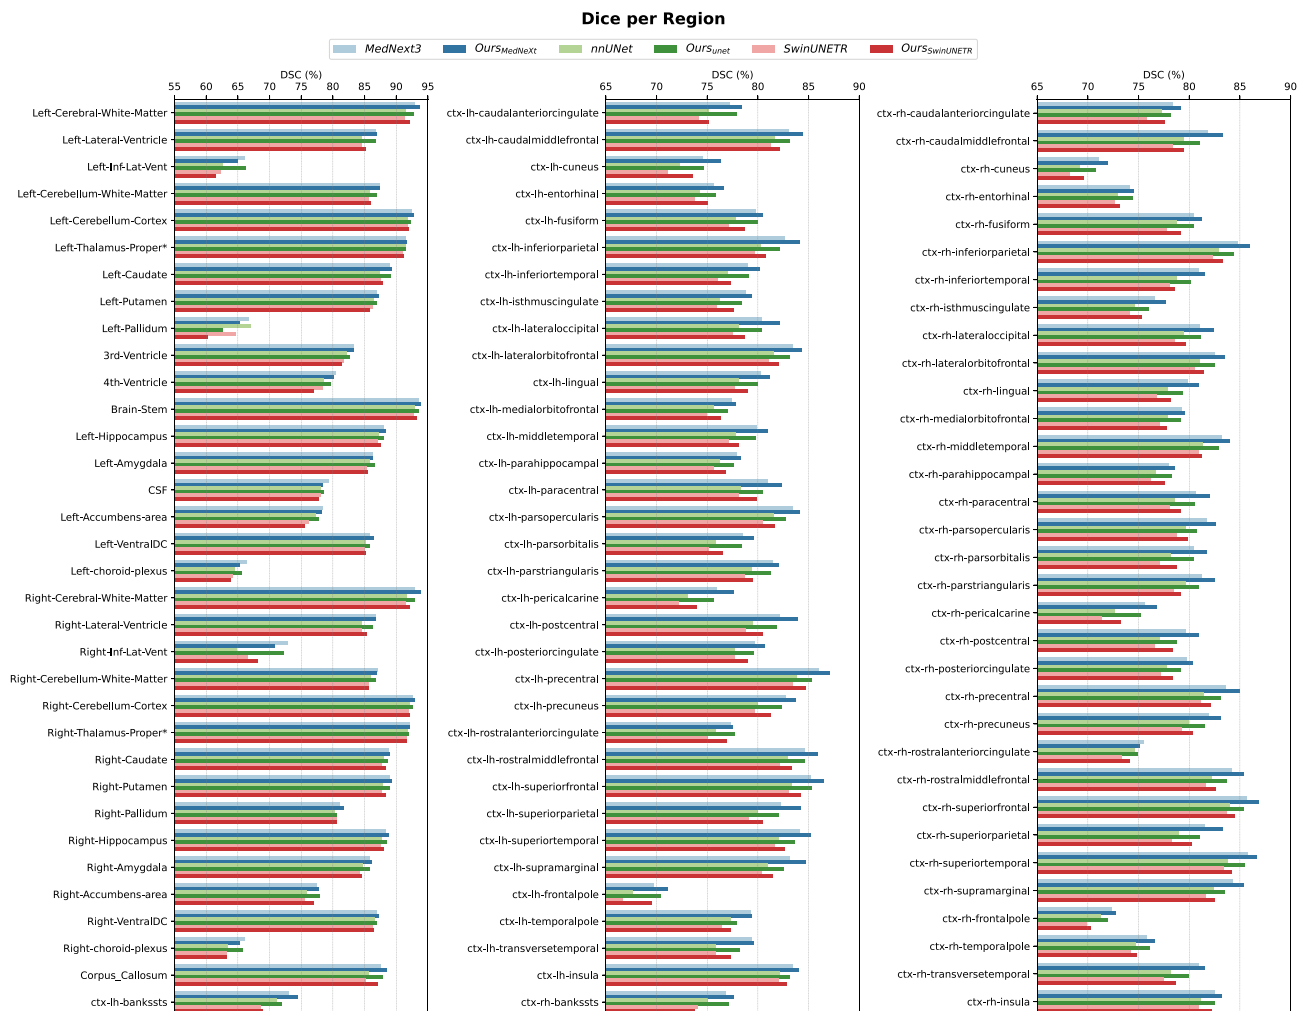 Dice per Region
MedNext3 Ours_MedNeXt nnUNet Ours_unet SwinUNETR Ours_SwinUNETR
DSC (%)
55 60 65 70 75 80 85 90 95
Left-Cerebral-White-Matter
Left-Lateral-Ventricle
Left-Inf-Lat-Vent
Left-Cerebellum-White-Matter
Left-Cerebellum-Cortex
Left-Thalamus-Proper*
Left-Caudate
Left-Putamen
Left-Pallidum
3rd-Ventricle
4th-Ventricle
Brain-Stem
Left-Hippocampus
Left-Amygdala
CSF
Left-Accumbens-area
Left-VentralDC
Left-choroid-plexus
Right-Cerebral-White-Matter
Right-Lateral-Ventricle
Right-Inf-Lat-Vent
Right-Cerebellum-White-Matter
Right-Cerebellum-Cortex
Right-Thalamus-Proper*
Right-Caudate
Right-Putamen
Right-Pallidum
Right-Hippocampus
Right-Amygdala
Right-Accumbens-area
Right-VentralDC
Right-choroid-plexus
Corpus_Callosum
ctx-lh-bankssts
DSC (%)
65 70 75 80 85 90
ctx-lh-caudalanteriorcingulate
ctx-lh-caudalmiddlefrontal
ctx-lh-cuneus
ctx-lh-entorhinal
ctx-lh-fusiform
ctx-lh-inferiorparietal
ctx-lh-inferiortemporal
ctx-lh-isthmuscingulate
ctx-lh-lateraloccipital
ctx-lh-lateralorbitofrontal
ctx-lh-lingual
ctx-lh-medialorbitofrontal
ctx-lh-middletemporal
ctx-lh-parahippocampal
ctx-lh-paracentral
ctx-lh-parsopercularis
ctx-lh-parsorbitalis
ctx-lh-parstriangularis
ctx-lh-pericalcarine
ctx-lh-postcentral
ctx-lh-posteriorcingulate
ctx-lh-precentral
ctx-lh-precuneus
ctx-lh-rostralanteriorcingulate
ctx-lh-rostralmiddlefrontal
ctx-lh-superiorfrontal
ctx-lh-superiorparietal
ctx-lh-superiortemporal
ctx-lh-supramarginal
ctx-lh-frontalpole
ctx-lh-temporalpole
ctx-lh-transversetemporal
ctx-lh-insula
ctx-rh-bankssts
DSC (%)
65 70 75 80 85 90
ctx-rh-caudalanteriorcingulate
ctx-rh-caudalmiddlefrontal
ctx-rh-cuneus
ctx-rh-entorhinal
ctx-rh-fusiform
ctx-rh-inferiorparietal
ctx-rh-inferiortemporal
ctx-rh-isthmuscingulate
ctx-rh-lateraloccipital
ctx-rh-lateralorbitofrontal
ctx-rh-lingual
ctx-rh-medialorbitofrontal
ctx-rh-middletemporal
ctx-rh-parahippocampal
ctx-rh-paracentral
ctx-rh-parsopercularis
ctx-rh-parsorbitalis
ctx-rh-parstriangularis
ctx-rh-pericalcarine
ctx-rh-postcentral
ctx-rh-posteriorcingulate
ctx-rh-precentral
ctx-rh-precuneus
ctx-rh-rostralanteriorcingulate
ctx-rh-rostralmiddlefrontal
ctx-rh-superiorfrontal
ctx-rh-superiorparietal
ctx-rh-superiortemporal
ctx-rh-supramarginal
ctx-rh-frontalpole
ctx-rh-temporalpole
ctx-rh-transversetemporal
ctx-rh-insula